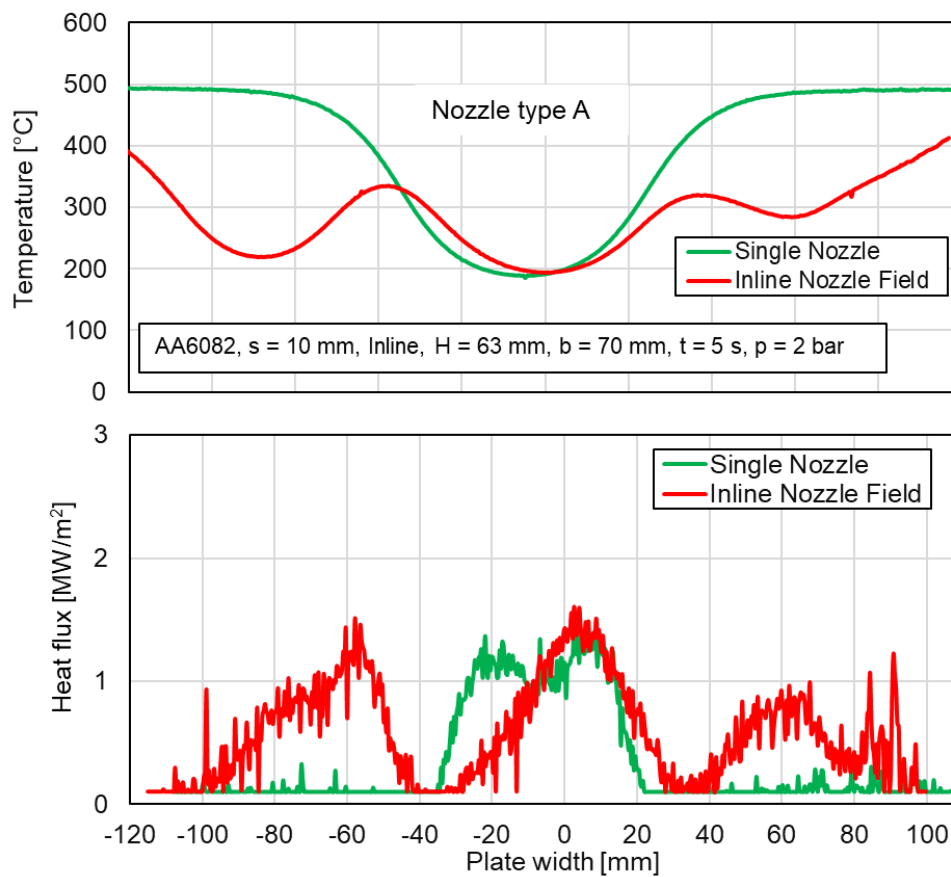 600
500
400
300
200
100
0
Temperature [°C]
Nozzle type A
Single Nozzle
Inline Nozzle Field
AA6082, s = 10 mm, Inline, H = 63 mm, b = 70 mm, t = 5 s, p = 2 bar
3
2
1
0
Heat flux [MW/m²]
Single Nozzle
Inline Nozzle Field
-120 -100 -80 -60 -40 -20 0 20 40 60 80 100
Plate width [mm]